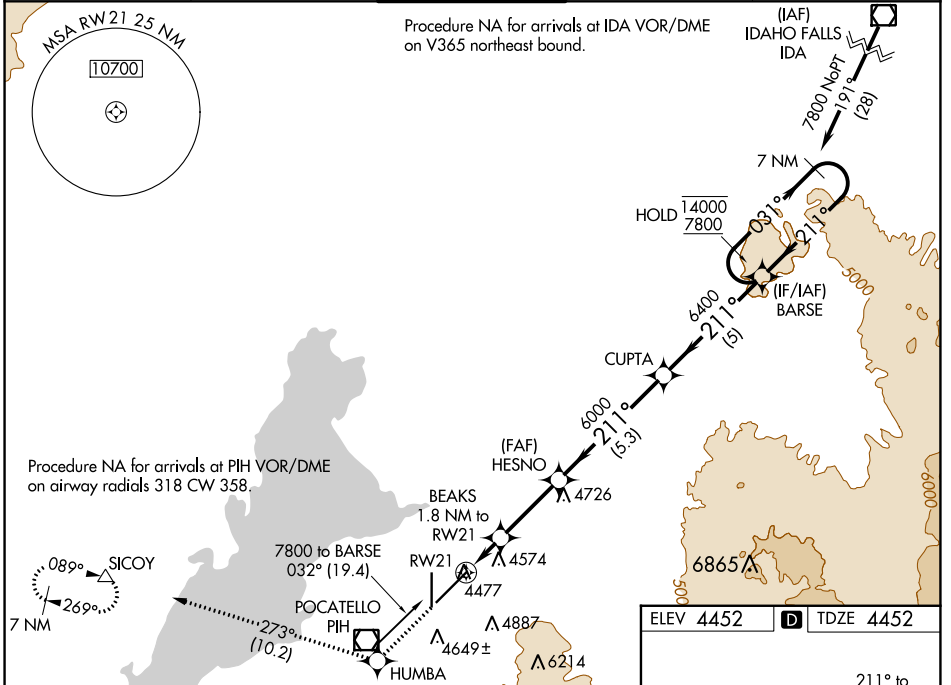 MSA RW21 25 NM
10700
Procedure NA for arrivals at IDA VOR/DME
on V365 northeast bound.
(IAF)
IDAHO FALLS
IDA
7800 NoPT
191°
(28)
7 NM
HOLD 14000
7800
031°
211°
5000
(IF/IAF)
BARSE
6400
211°
(5)
CUPTA
6000
211°
(5.3)
(FAF)
HESNO
4726
Procedure NA for arrivals at PIH VOR/DME
on airway radials 318 CW 358.
BEAKS
1.8 NM to
RW21
6000
4574
6865
7800 to BARSE
032° (19.4)
RW21
4477
089°
SICOY
269°
7 NM
POCATELLO
PIH
273°
(10.2)
HUMBA
4649±
4887
6214
500
ELEV 4452 D TDZE 4452
211° to